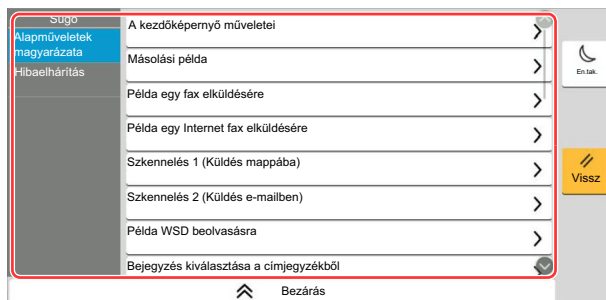 Súgó
Alapműveletek
magyarázata
Hibaelhárítás
A kezdőképernyő műveletei
Másolási példa
Példa egy fax elküldésére
Példa egy Internet fax elküldésére
Szkennelés 1 (Küldés mappába)
Szkennelés 2 (Küldés e-mailben)
Példa WSD beolvasásra
Bejegyzés kiválasztása a címjegyzékből
Bezárás
En.tak.
Vissz